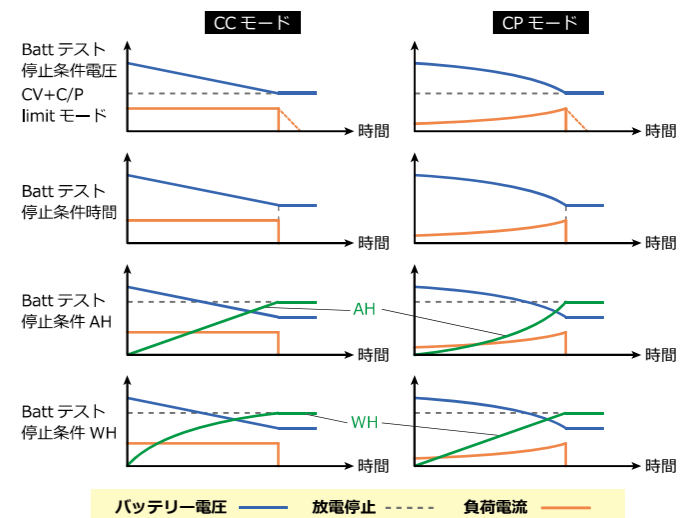 CC モード
CP モード
Batt テスト
停止条件電圧
CV+C/P
limit モード
時間
時間
Batt テスト
停止条件時間
時間
時間
Batt テスト
停止条件 AH
AH
時間
時間
Batt テスト
停止条件 WH
WH
時間
時間
バッテリー電圧 放電停止 負荷電流